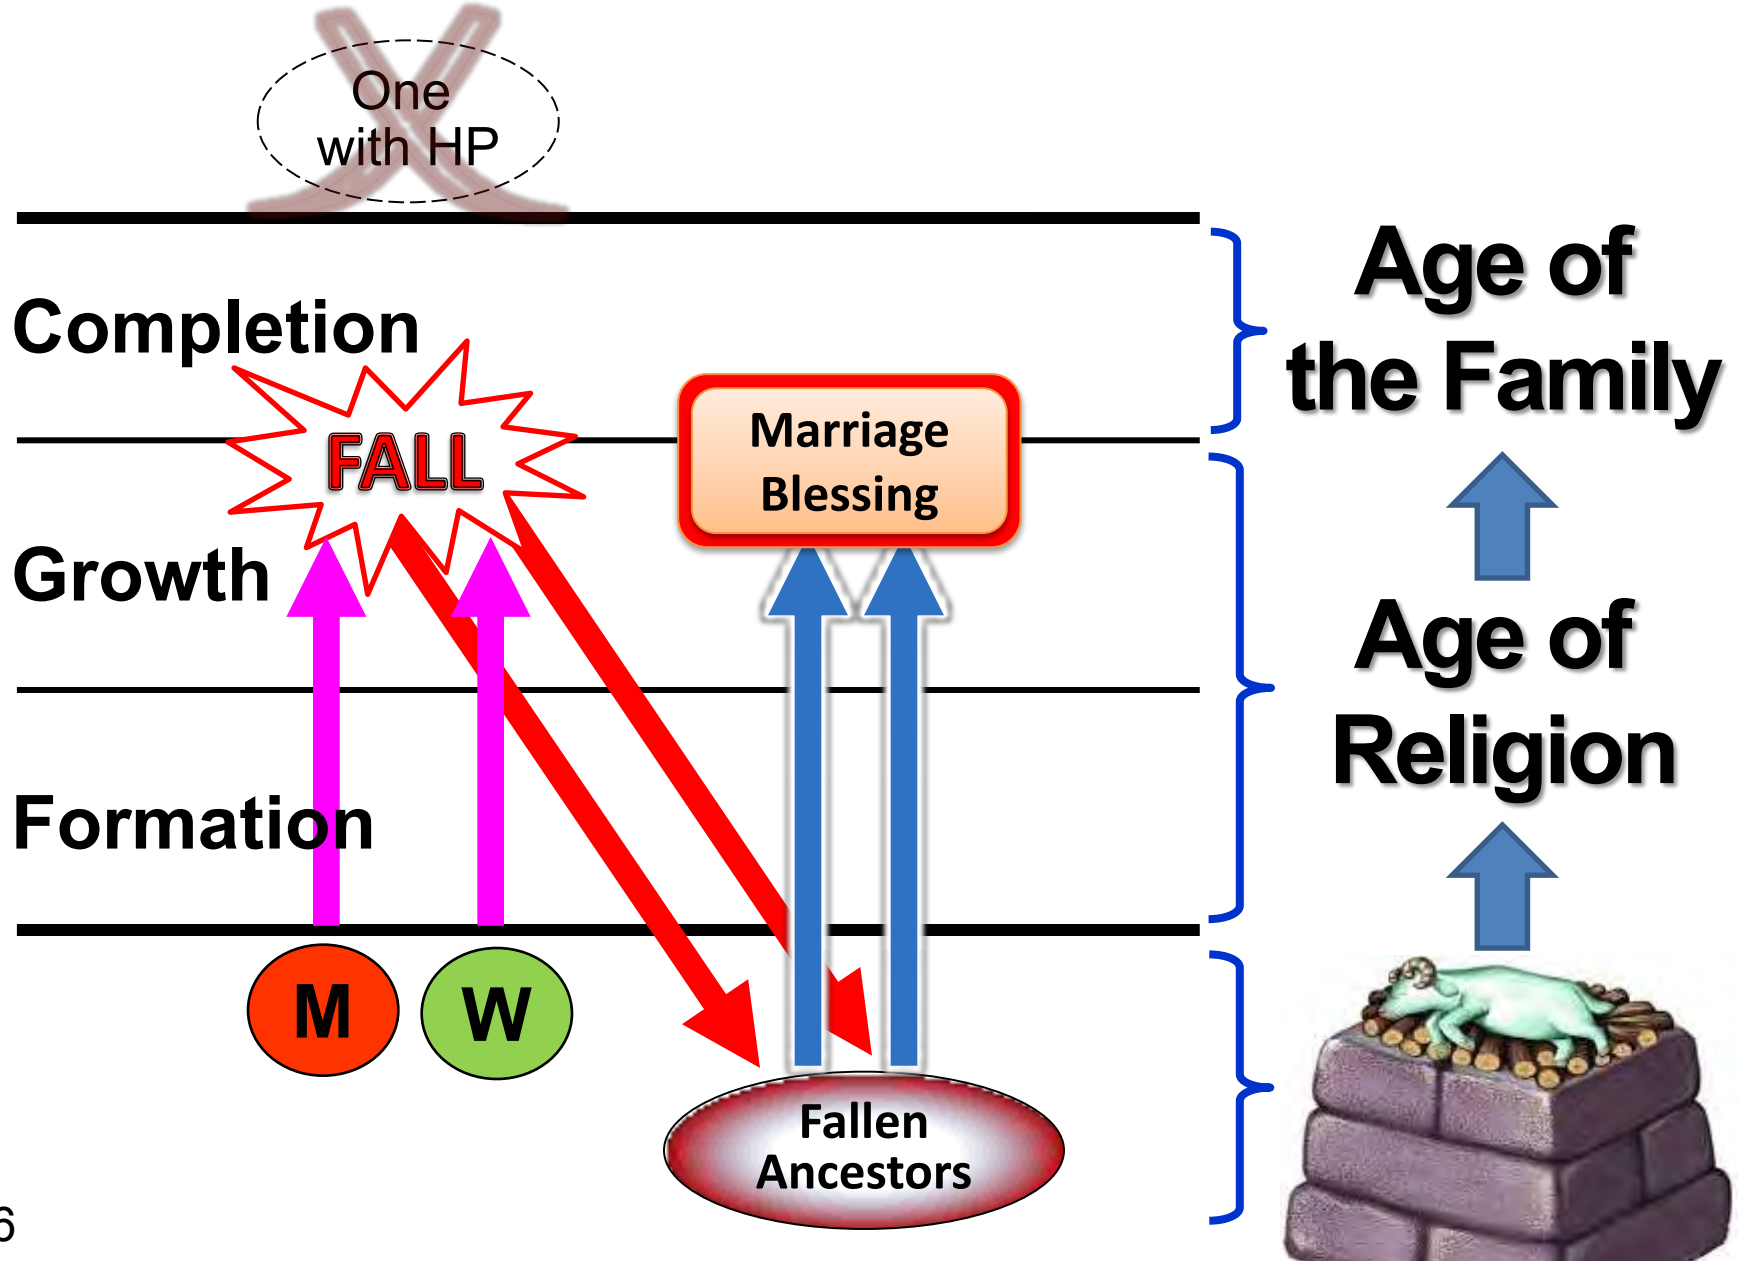 One
with HP
Completion
FALL
Marriage
Blessing
Growth
Formation
M
W
Fallen
Ancestors
Age of
the Family
Age of
Religion
6